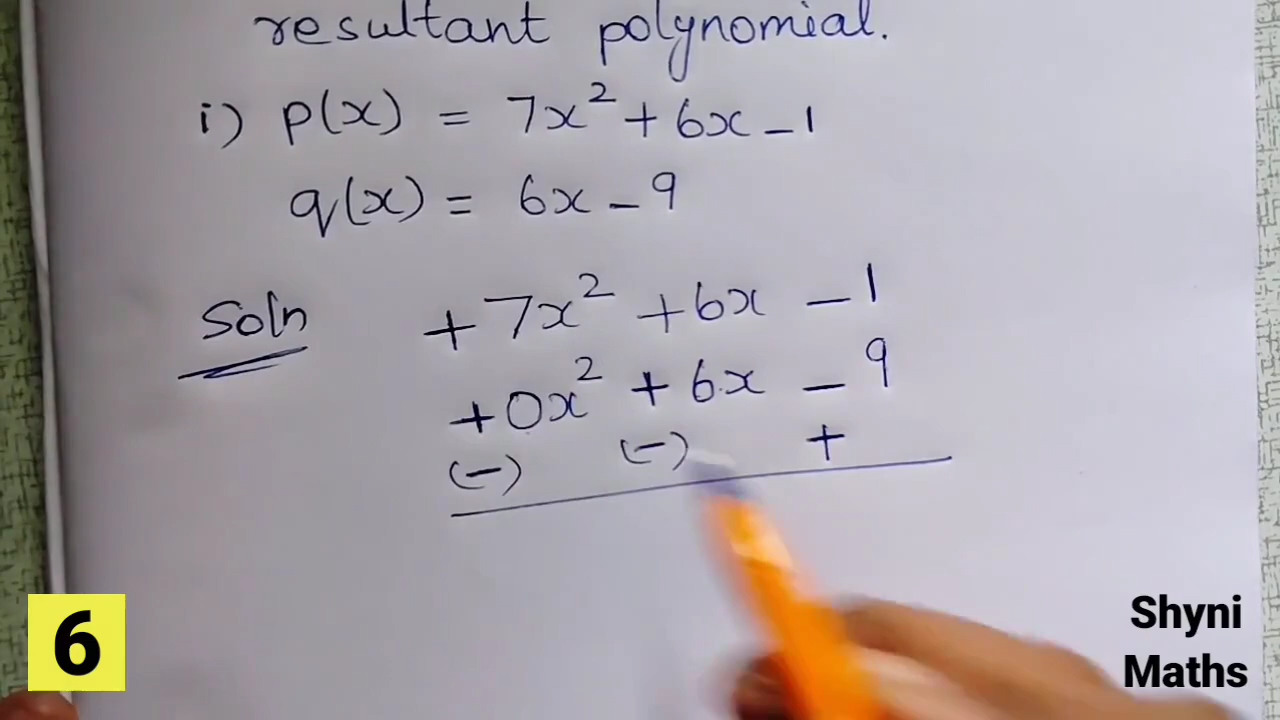 resultant polynomial.
i) p(x) = 7x² + 6x - 1
q(x) = 6x - 9
Soln
+ 7x² + 6x - 1
+ 0x² + 6x - 9
(-) (-) +
6
Shyni
Maths